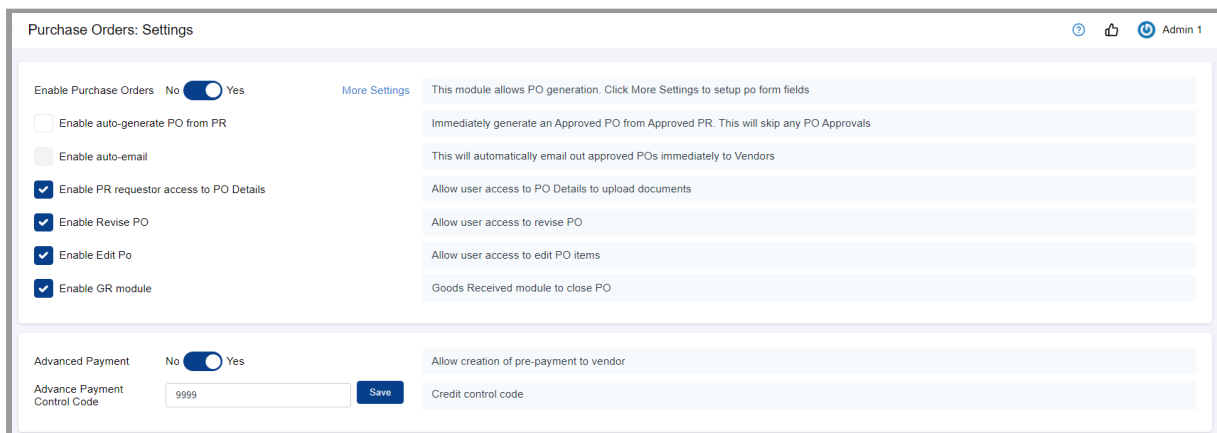 Purchase Orders: Settings
Admin 1
Enable Purchase Orders No Yes More Settings This module allows PO generation. Click More Settings to setup po form fields
Enable auto-generate PO from PR Immediately generate an Approved PO from Approved PR. This will skip any PO Approvals
Enable auto-email This will automatically email out approved POs immediately to Vendors
Enable PR requestor access to PO Details Allow user access to PO Details to upload documents
Enable Revise PO Allow user access to revise PO
Enable Edit Po Allow user access to edit PO items
Enable GR module Goods Received module to close PO
Advanced Payment No Yes Allow creation of pre-payment to vendor
Advance Payment
Control Code 9999 Save Credit control code